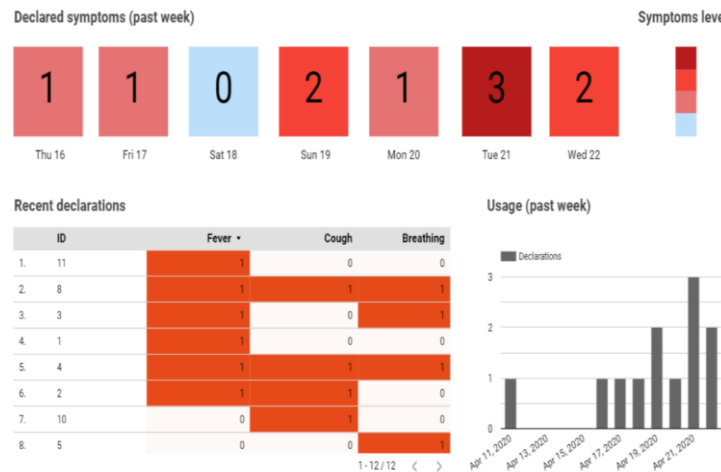 Declared symptoms (past week)
Symptoms leve
1 1 0 2 1 3 2
Thu 16 Fri 17 Sat 18 Sun 19 Mon 20 Tue 21 Wed 22
Recent declarations
ID Fever Cough Breathing
1. 11 1 0 0
2. 8 1 1 1
3. 3 1 0 1
4. 1 1 0 0
5. 4 1 1 1
6. 2 1 1 0
7. 10 0 1 0
8. 5 0 0 1
1 - 12 / 12
Usage (past week)
Declarations
3
2
1
0
Apr 11, 2020 Apr 13, 2020 Apr 15, 2020 Apr 17, 2020 Apr 19, 2020 Apr 21, 2020